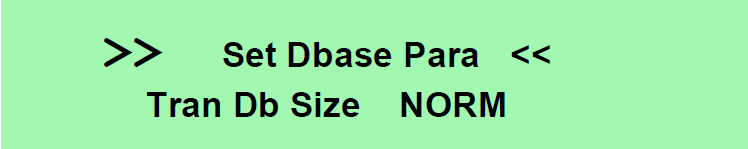 >> Set Dbase Para <<
Tran Db Size NORM